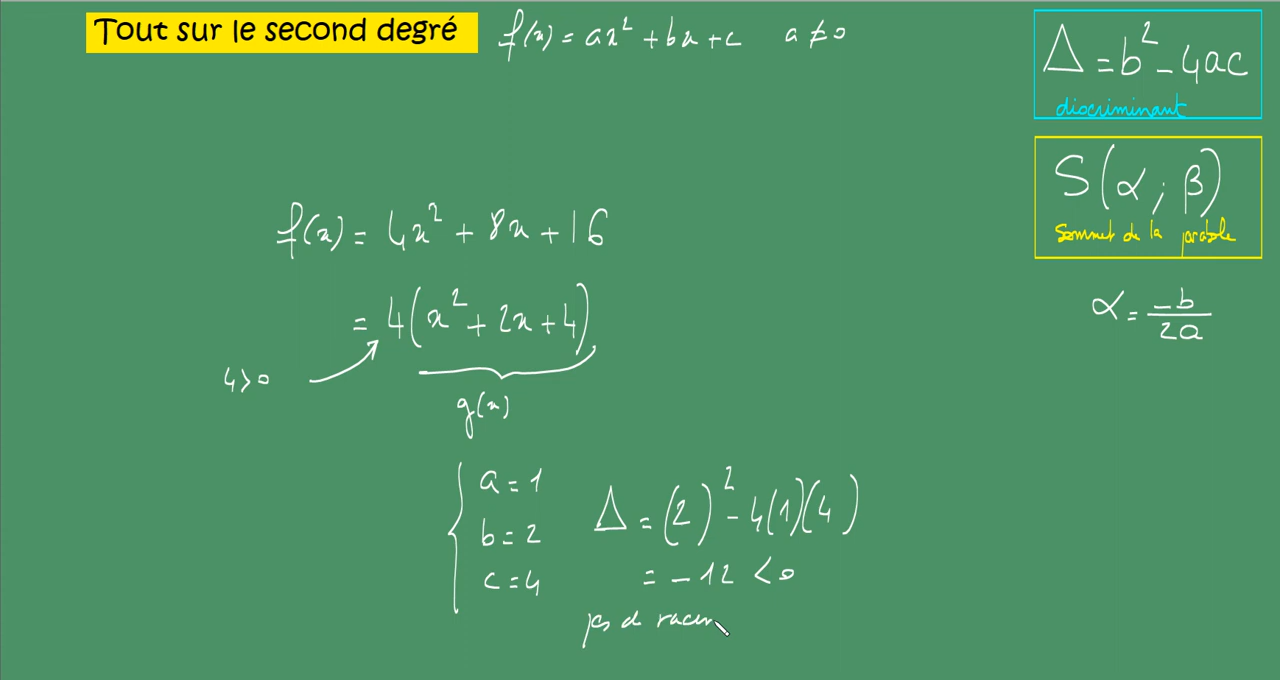 Tout sur le second degré f(x) = ax² + bx + c a ≠ 0
Δ = b² - 4ac
discriminant
S(α ; β)
sommet de la parabole
α = -b/2a
f(x) = 4x² + 8x + 16
= 4(x² + 2x + 4)
4 > 0
g(x)
a = 1
b = 2
c = 4
Δ = (2)² - 4(1)(4)
= -12 < 0
pas de racin